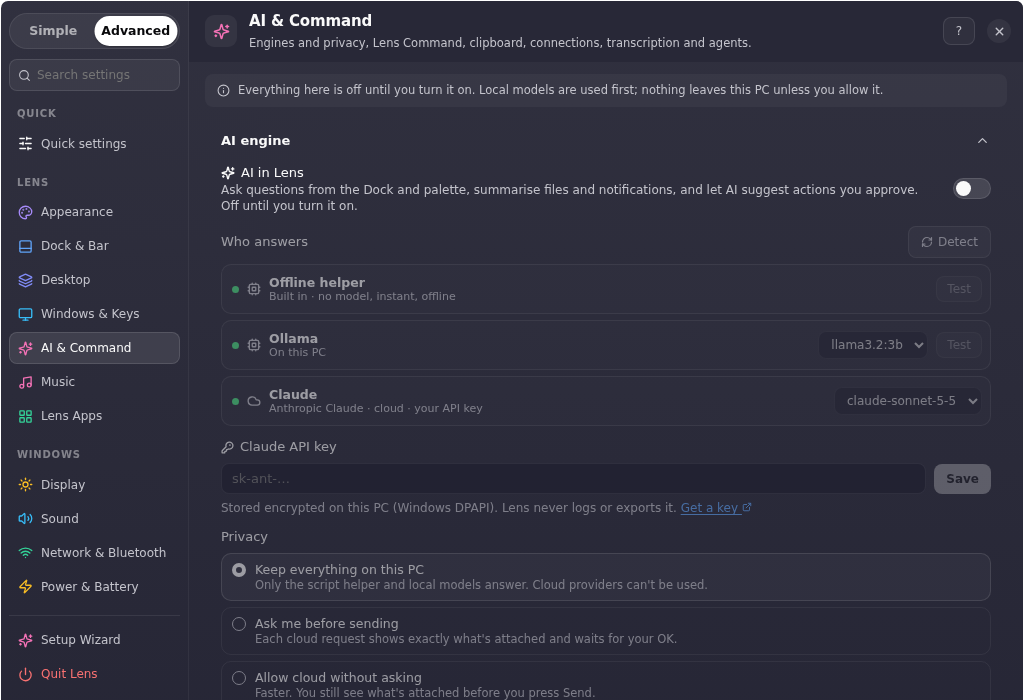 Simple
Advanced
Search settings
QUICK
Quick settings
LENS
Appearance
Dock & Bar
Desktop
Windows & Keys
AI & Command
Music
Lens Apps
WINDOWS
Display
Sound
Network & Bluetooth
Power & Battery
Setup Wizard
Quit Lens
AI & Command
Engines and privacy, Lens Command, clipboard, connections, transcription and agents.
?
Everything here is off until you turn it on. Local models are used first; nothing leaves this PC unless you allow it.
AI engine
AI in Lens
Ask questions from the Dock and palette, summarise files and notifications, and let AI suggest actions you approve.
Off until you turn it on.
Who answers
Detect
Offline helper
Built in · no model, instant, offline
Test
Ollama
On this PC
llama3.2:3b
Test
Claude
Anthropic Claude · cloud · your API key
claude-sonnet-5-5
Claude API key
sk-ant-...
Save
Stored encrypted on this PC (Windows DPAPI). Lens never logs or exports it. Get a key
Privacy
Keep everything on this PC
Only the script helper and local models answer. Cloud providers can't be used.
Ask me before sending
Each cloud request shows exactly what's attached and waits for your OK.
Allow cloud without asking
Faster. You still see what's attached before you press Send.